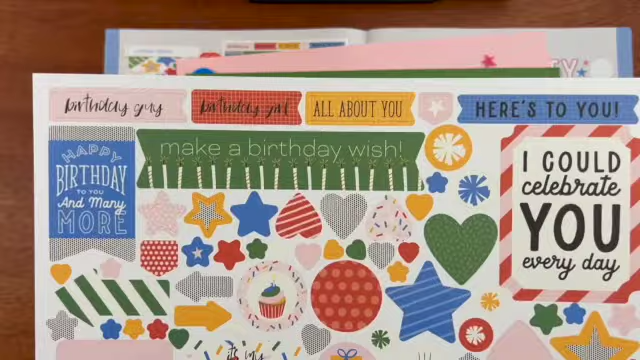 birthday guy
birthday girl
ALL ABOUT YOU
HERE'S TO YOU!
make a birthday wish!
HAPPY
BIRTHDAY
TO YOU
And Many
MORE
I COULD
celebrate
YOU
every day